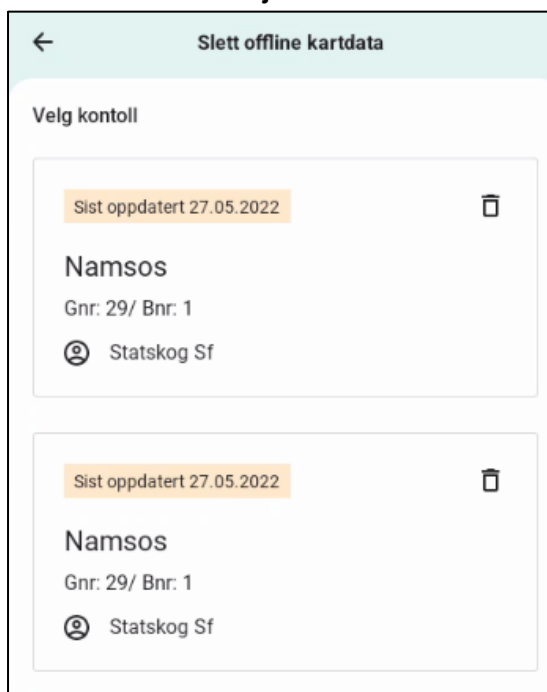 Slett offline kartdata
Velg kontoll
Sist oppdatert 27.05.2022
Namsos
Gnr: 29/ Bnr: 1
Statskog Sf
Sist oppdatert 27.05.2022
Namsos
Gnr: 29/ Bnr: 1
Statskog Sf